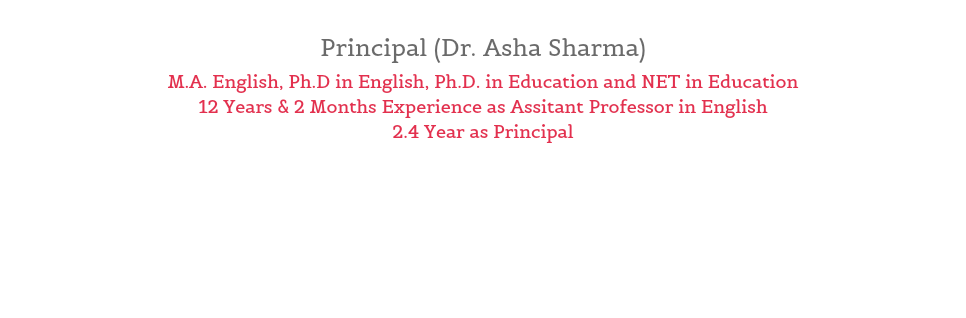 Principal (Dr. Asha Sharma)
M.A. English, Ph.D in English, Ph.D. in Education and NET in Education
12 Years & 2 Months Experience as Assitant Professor in English
2.4 Year as Principal